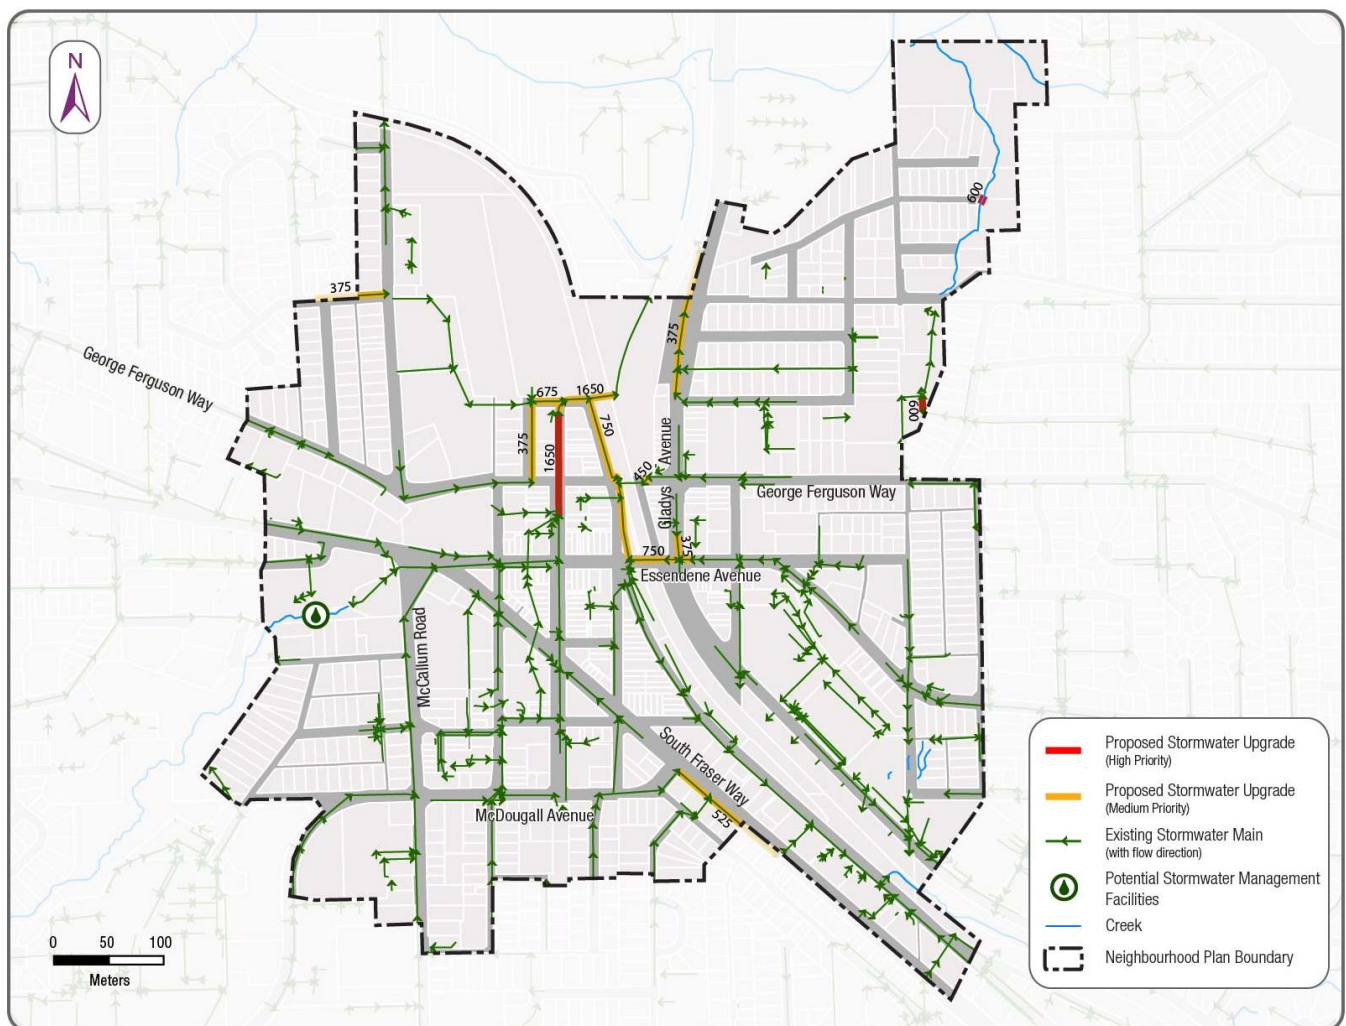 N
600
375
George Ferguson Way
375
675
1650
600
375
1650
750
Avenue
450
Gladys
George Ferguson Way
375
750
Essendene Avenue
McCallum Road
South Fraser Way
McDougall Avenue
525
0 50 100
Meters
Proposed Stormwater Upgrade
(High Priority)
Proposed Stormwater Upgrade
(Medium Priority)
Existing Stormwater Main
(with flow direction)
Potential Stormwater Management
Facilities
Creek
Neighbourhood Plan Boundary